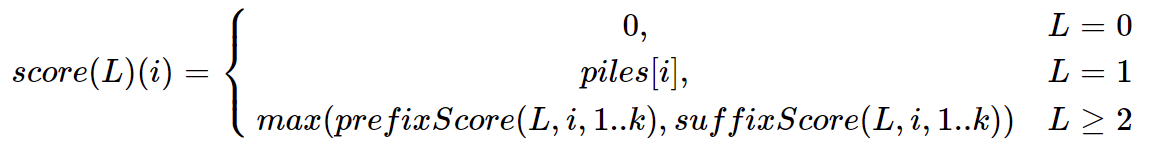 0, L = 0
score(L)(i) = { piles[i], L = 1
max(prefixScore(L, i, 1..k), suffixScore(L, i, 1..k)) L ≥ 2